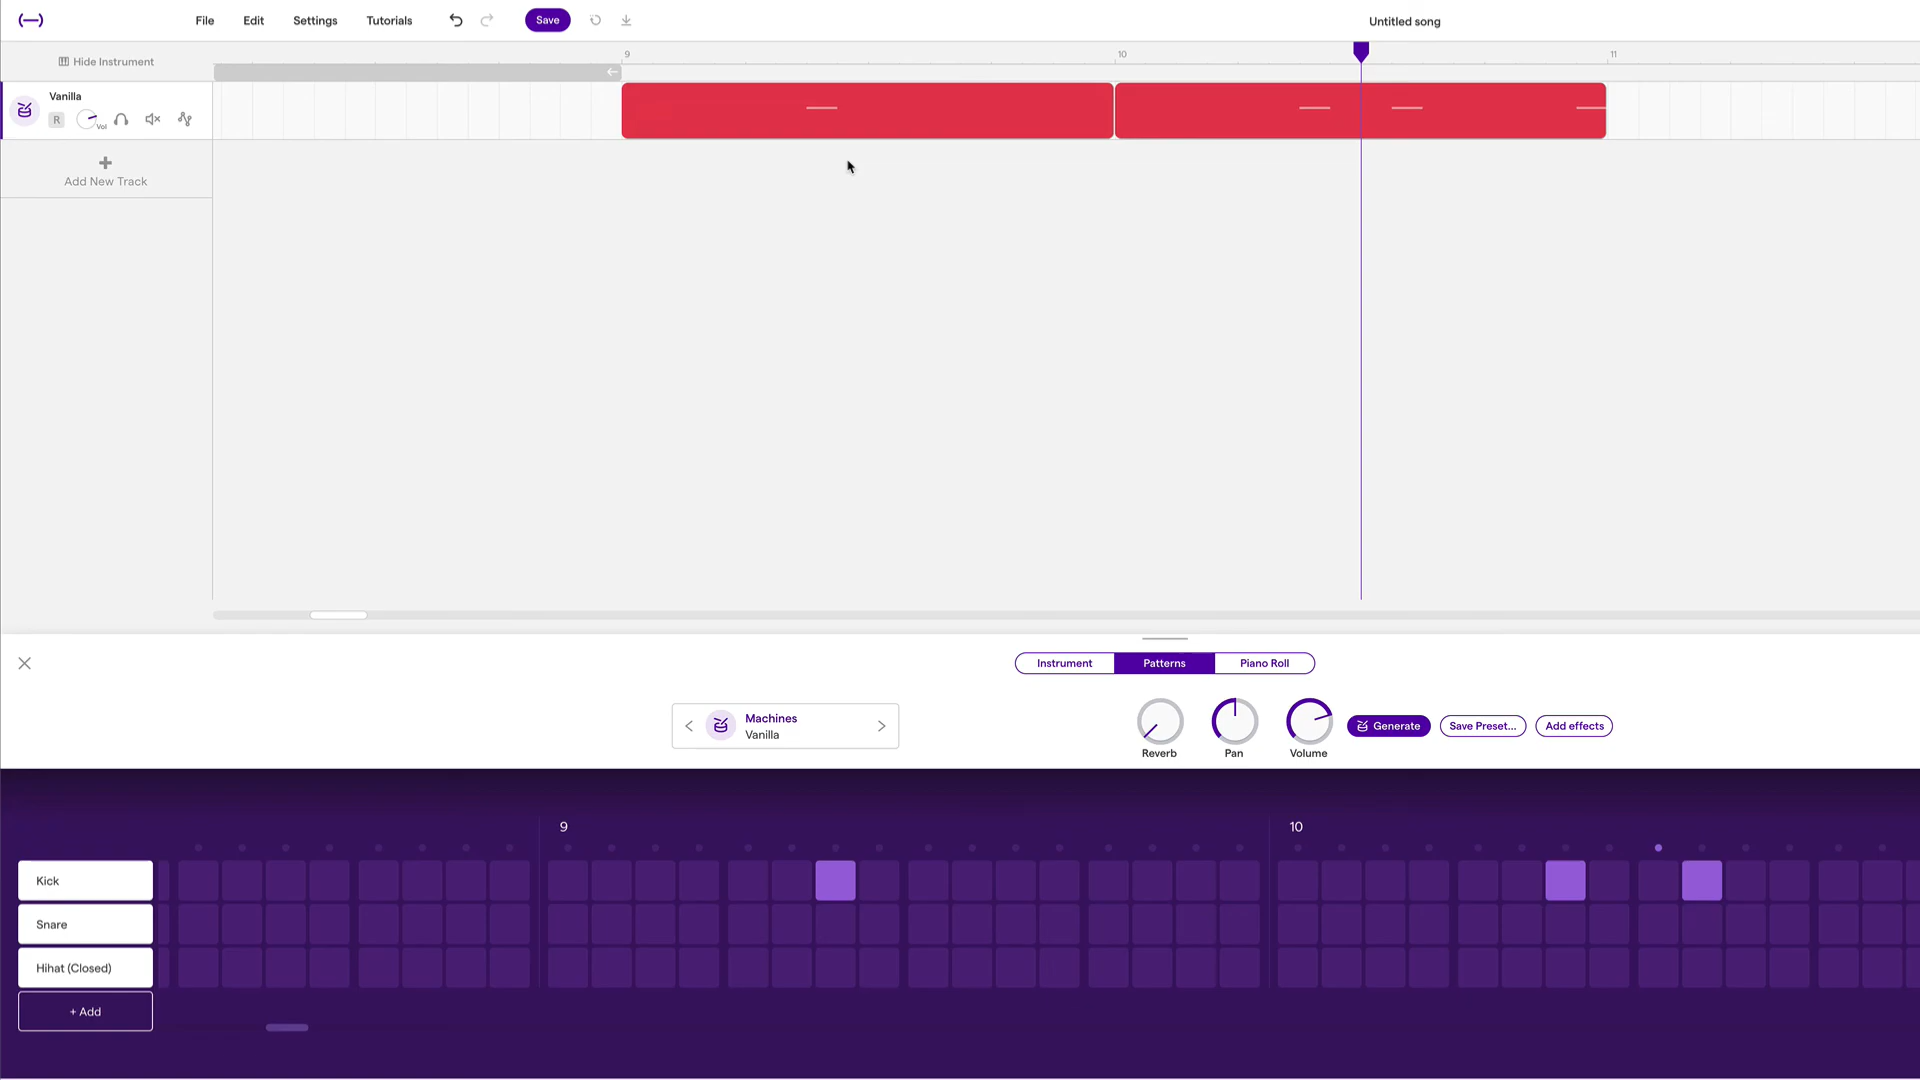 File Edit Settings Tutorials Save Untitled song
Hide Instrument 9 10 11
Vanilla
R Vol
Add New Track
Instrument Patterns Piano Roll
Machines
Vanilla
Generate Save Preset... Add effects
Reverb Pan Volume
9 10
Kick
Snare
Hihat (Closed)
+ Add